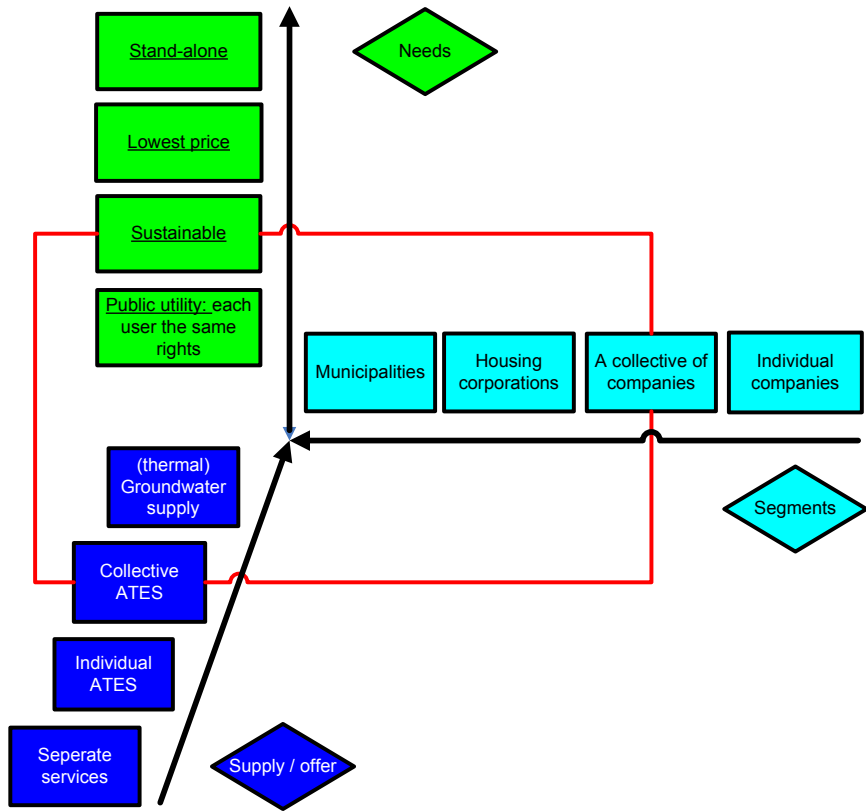 Stand-alone
Needs
Lowest price
Sustainable
Public utility: each
user the same
rights
Municipalities
Housing
corporations
A collective of
companies
Individual
companies
(thermal)
Groundwater
supply
Segments
Collective
ATES
Individual
ATES
Seperate
services
Supply / offer